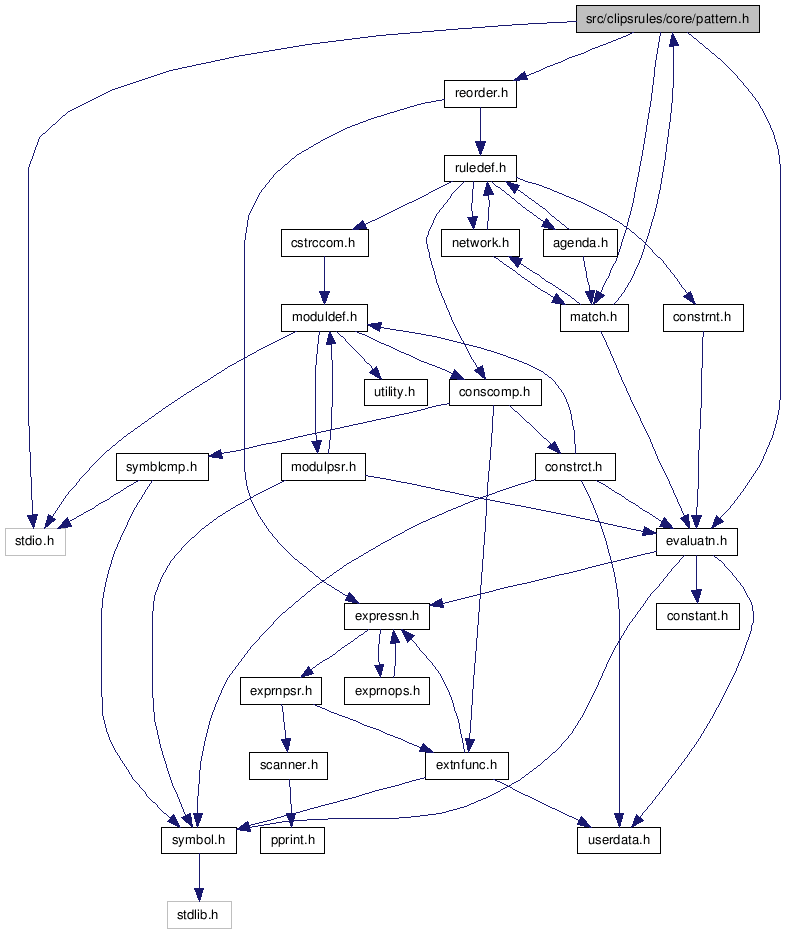 src/clipsrules/core/pattern.h
reorder.h
ruledef.h
cstrccom.h
network.h
agenda.h
moduldef.h
match.h
constrnt.h
utility.h
conscomp.h
symblcmp.h
modulpsr.h
constrct.h
stdio.h
evaluatn.h
expressn.h
constant.h
exprnpsr.h
exprnops.h
scanner.h
extnfunc.h
symbol.h
pprint.h
userdata.h
stdlib.h